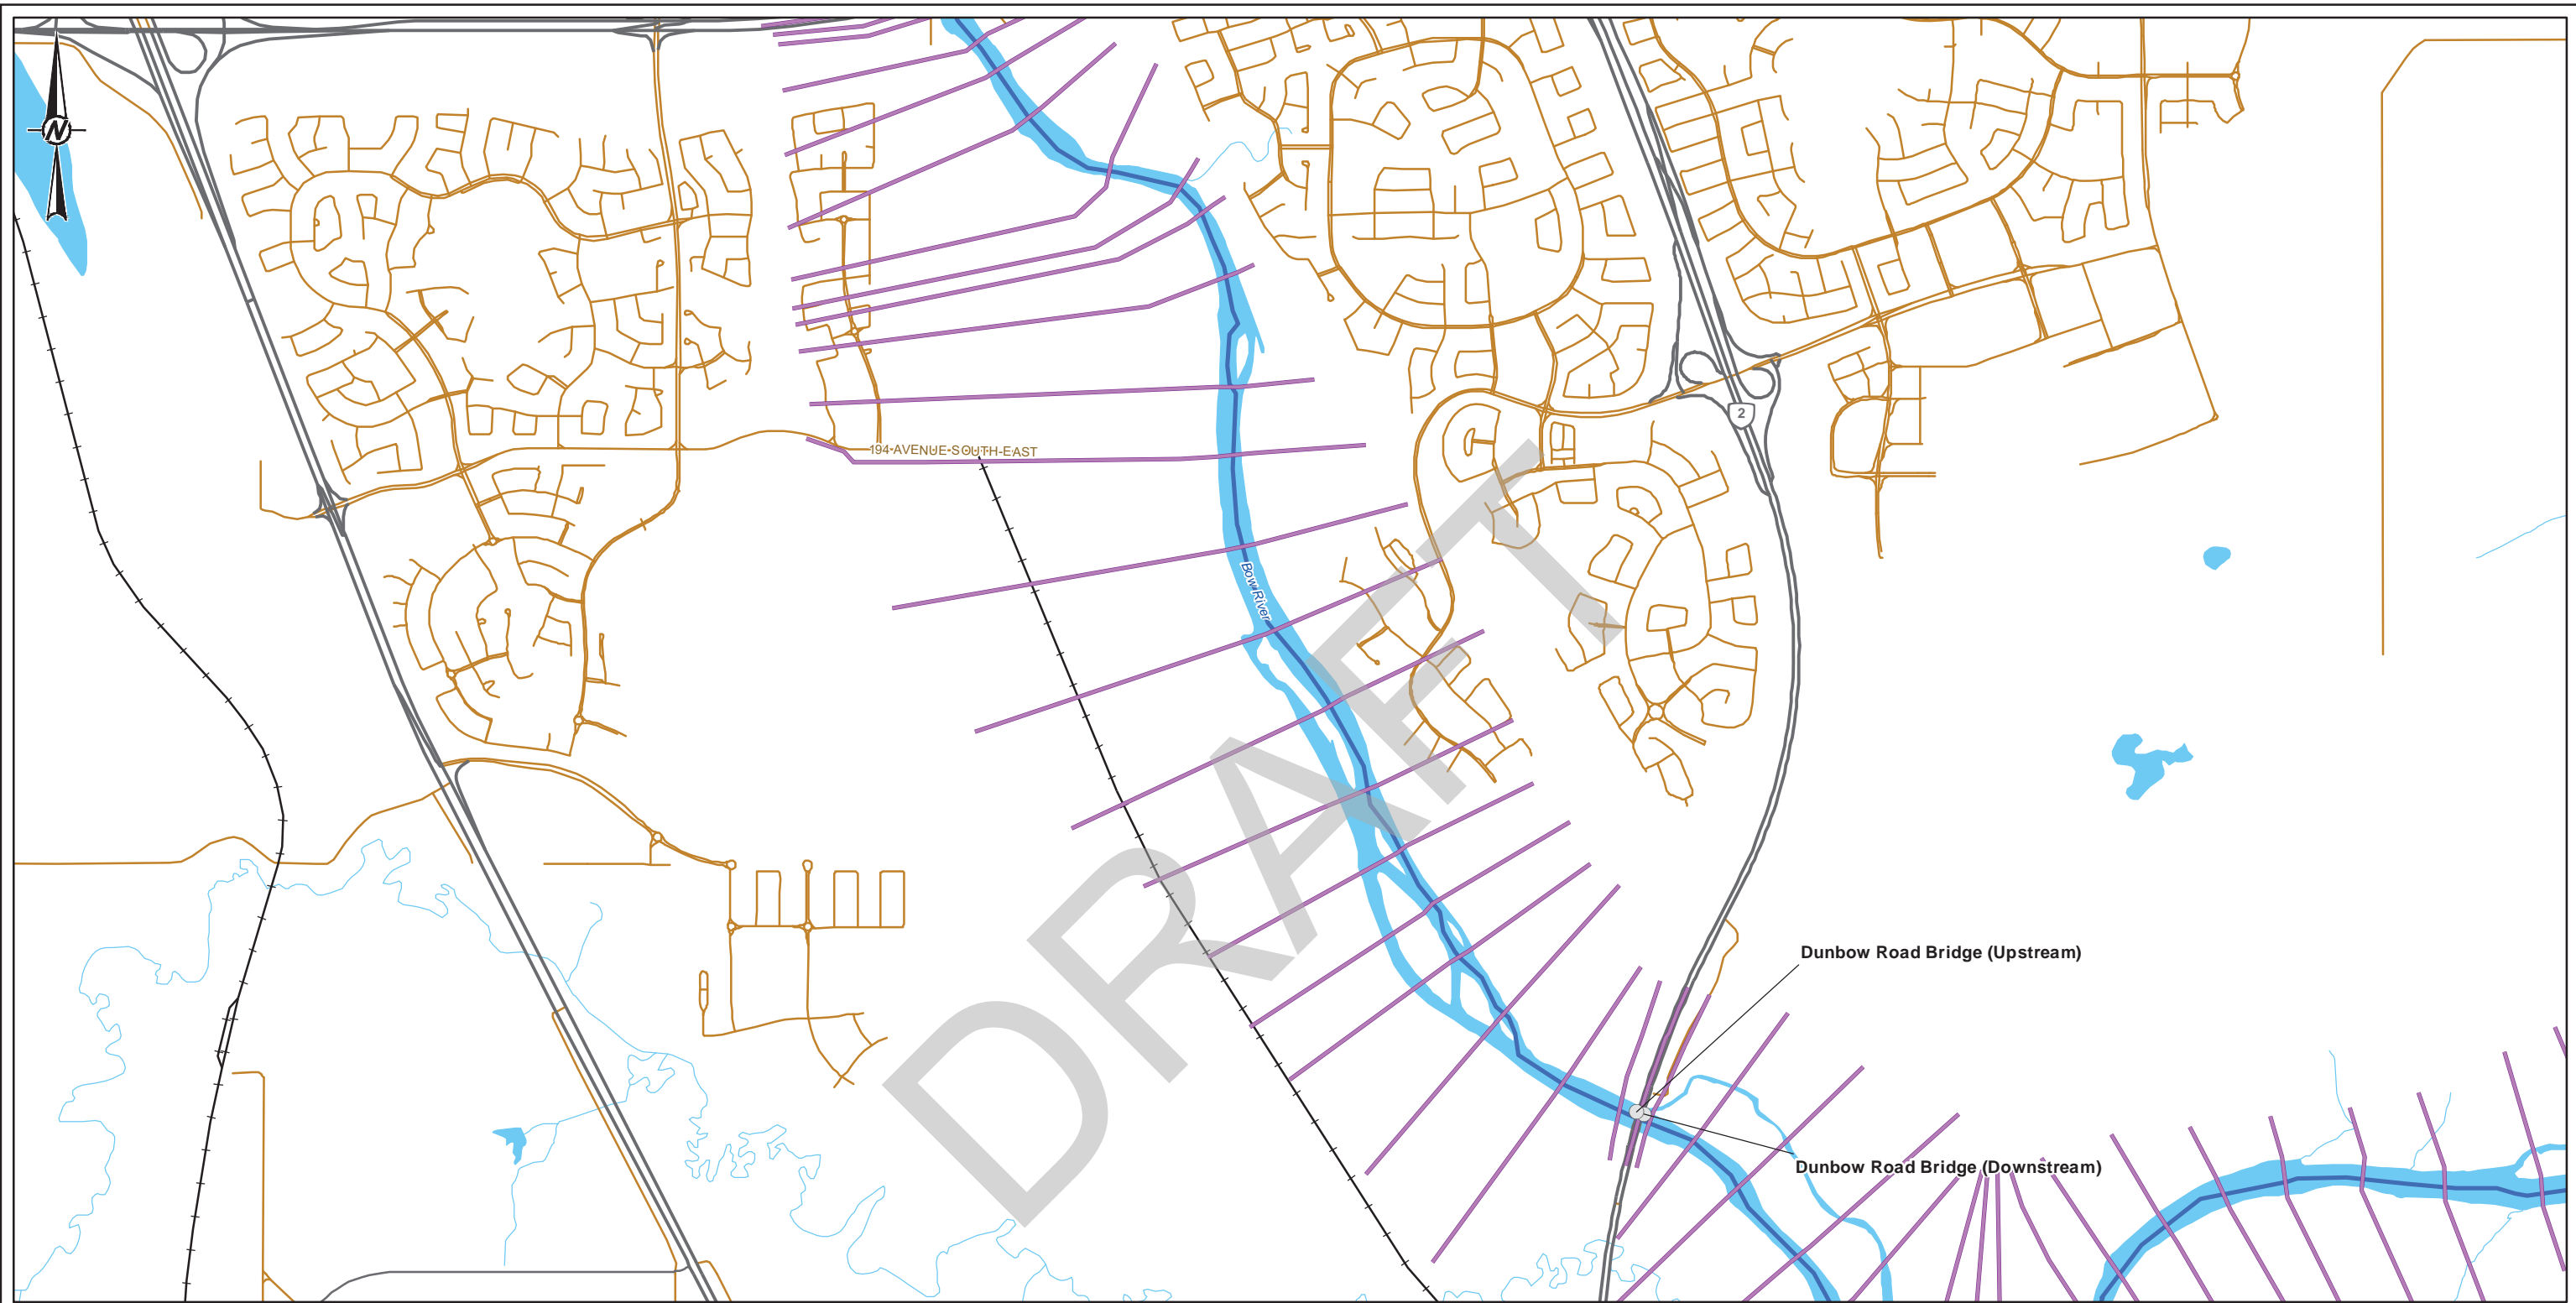 N
2
194 AVENUE SOUTH EAST
Bow River
DRAFT
Dunbow Road Bridge (Upstream)
Dunbow Road Bridge (Downstream)